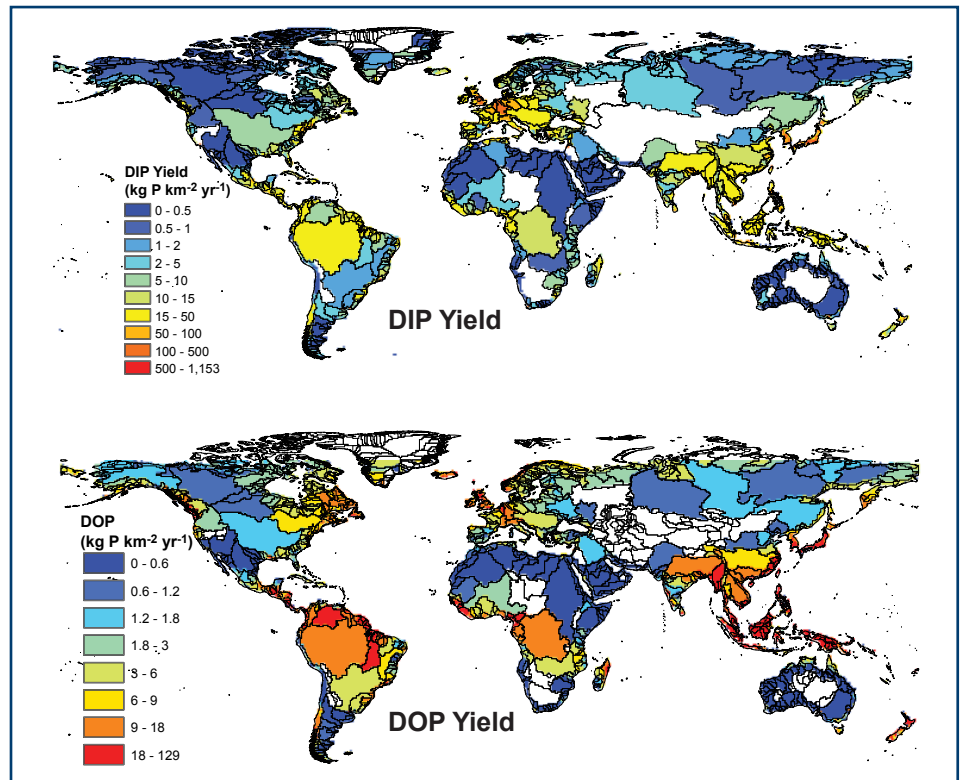 DIP Yield
(kg P km-2 yr-1)
0 - 0.5
0.5 - 1
1 - 2
2 - 5
5 - 10
10 - 15
15 - 50
50 - 100
100 - 500
500 - 1,153
DIP Yield
DOP
(kg P km-2 yr-1)
0 - 0.6
0.6 - 1.2
1.2 - 1.8
1.8 - 3
3 - 6
6 - 9
9 - 18
18 - 129
DOP Yield